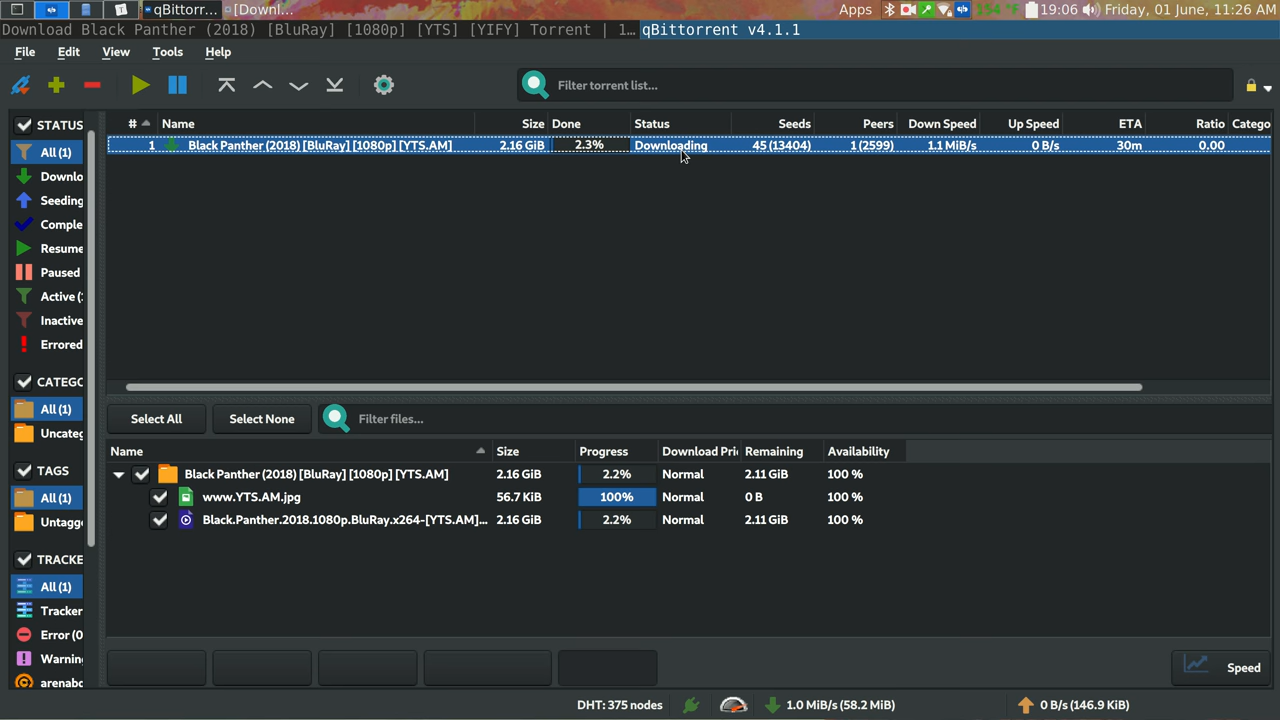 qBittorr... [Downl...
Apps 154 °F 19:06 Friday, 01 June, 11:26 AM
Download Black Panther (2018) [BluRay] [1080p] [YTS] [YIFY] Torrent | 1... qBittorrent v4.1.1
File Edit View Tools Help
Filter torrent list...
STATUS
All (1)
Downlo
Seeding
Comple
Resume
Paused
Active (
Inactive
Errored
CATEGO
All (1)
Uncateg
TAGS
All (1)
Untagg
TRACKE
All (1)
Tracker
Error (0
Warnin
arenabo
# Name Size Done Status Seeds Peers Down Speed Up Speed ETA Ratio Catego
1 Black Panther (2018) [BluRay] [1080p] [YTS.AM] 2.16 GiB 2.3% Downloading 45 (13404) 1 (2599) 1.1 MiB/s 0 B/s 30m 0.00
Select All Select None Filter files...
Name Size Progress Download Pri Remaining Availability
Black Panther (2018) [BluRay] [1080p] [YTS.AM] 2.16 GiB 2.2% Normal 2.11 GiB 100 %
www.YTS.AM.jpg 56.7 KiB 100% Normal 0 B 100 %
Black.Panther.2018.1080p.BluRay.x264-[YTS.AM]... 2.16 GiB 2.2% Normal 2.11 GiB 100 %
Speed
DHT: 375 nodes 1.0 MiB/s (58.2 MiB) 0 B/s (146.9 KiB)